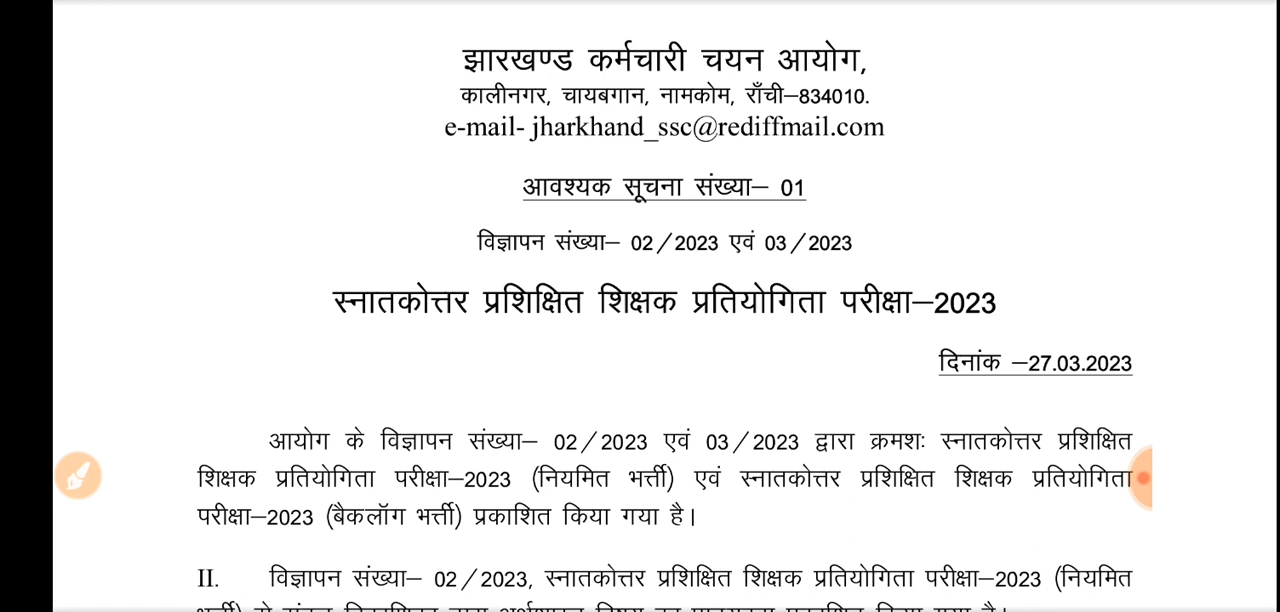 झारखण्ड कर्मचारी चयन आयोग,
कालीनगर, चायबगान, नामकोम, राँची–834010.
e-mail- jharkhand_ssc@rediffmail.com
आवश्यक सूचना संख्या– 01
विज्ञापन संख्या– 02/2023 एवं 03/2023
स्नातकोत्तर प्रशिक्षित शिक्षक प्रतियोगिता परीक्षा–2023
दिनांक –27.03.2023
आयोग के विज्ञापन संख्या– 02/2023 एवं 03/2023 द्वारा क्रमशः स्नातकोत्तर प्रशिक्षित
शिक्षक प्रतियोगिता परीक्षा–2023 (नियमित भर्त्ती) एवं स्नातकोत्तर प्रशिक्षित शिक्षक प्रतियोगिता
परीक्षा–2023 (बैकलॉग भर्त्ती) प्रकाशित किया गया है।
II. विज्ञापन संख्या– 02/2023, स्नातकोत्तर प्रशिक्षित शिक्षक प्रतियोगिता परीक्षा–2023 (नियमित